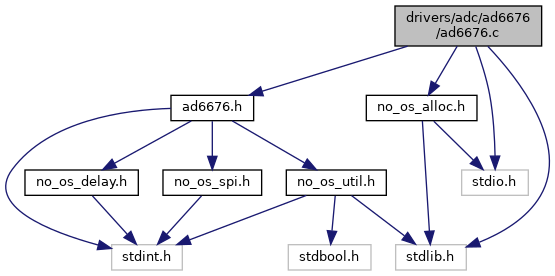 drivers/adc/ad6676
/ad6676.c
ad6676.h
no_os_alloc.h
no_os_delay.h
no_os_spi.h
no_os_util.h
stdio.h
stdint.h
stdbool.h
stdlib.h